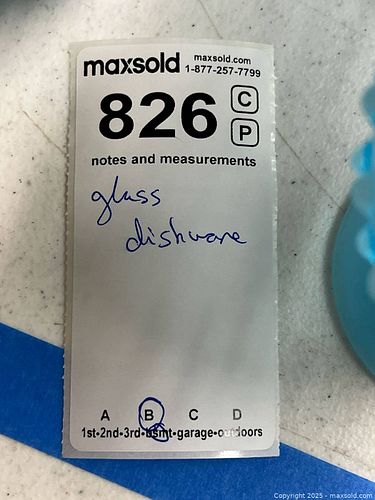 maxsold
maxsold.com
1-877-257-7799
826
C
P
notes and measurements
glass
dishware
A B C D
1st•2nd•3rd•bsmt•garage•outdoors
Copyright 2025 - maxsold.com